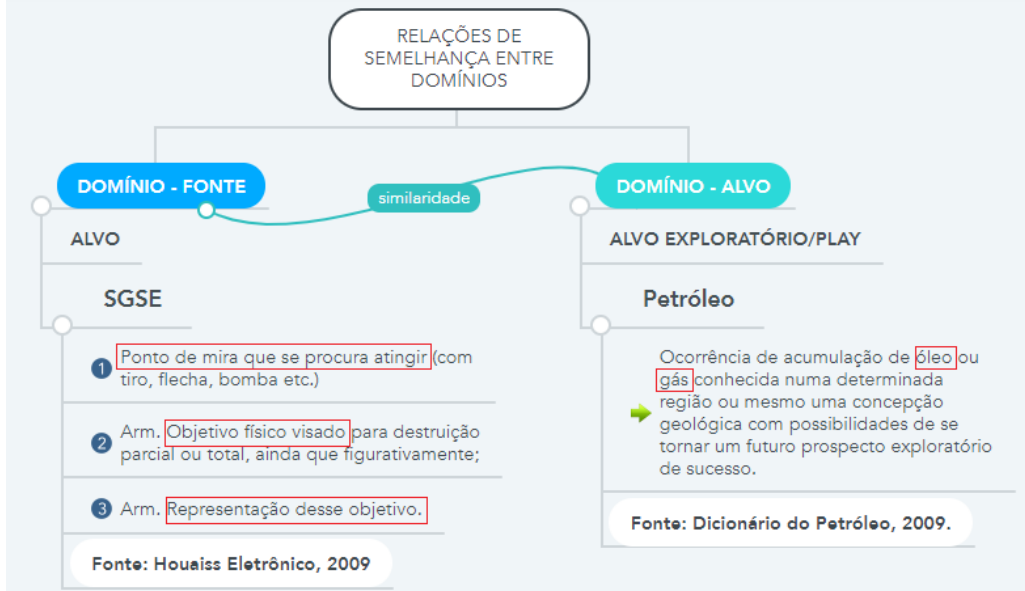 RELAÇÕES DE
SEMELHANÇA ENTRE
DOMÍNIOS
DOMÍNIO - FONTE
similaridade
DOMÍNIO - ALVO
ALVO
SGSE
1 Ponto de mira que se procura atingir (com
tiro, flecha, bomba etc.)
2 Arm. Objetivo físico visado para destruição
parcial ou total, ainda que figurativamente;
3 Arm. Representação desse objetivo.
Fonte: Houaiss Eletrônico, 2009
ALVO EXPLORATÓRIO/PLAY
Petróleo
Ocorrência de acumulação de óleo ou
gás conhecida numa determinada
região ou mesmo uma concepção
geológica com possibilidades de se
tornar um futuro prospecto exploratório
de sucesso.
Fonte: Dicionário do Petróleo, 2009.